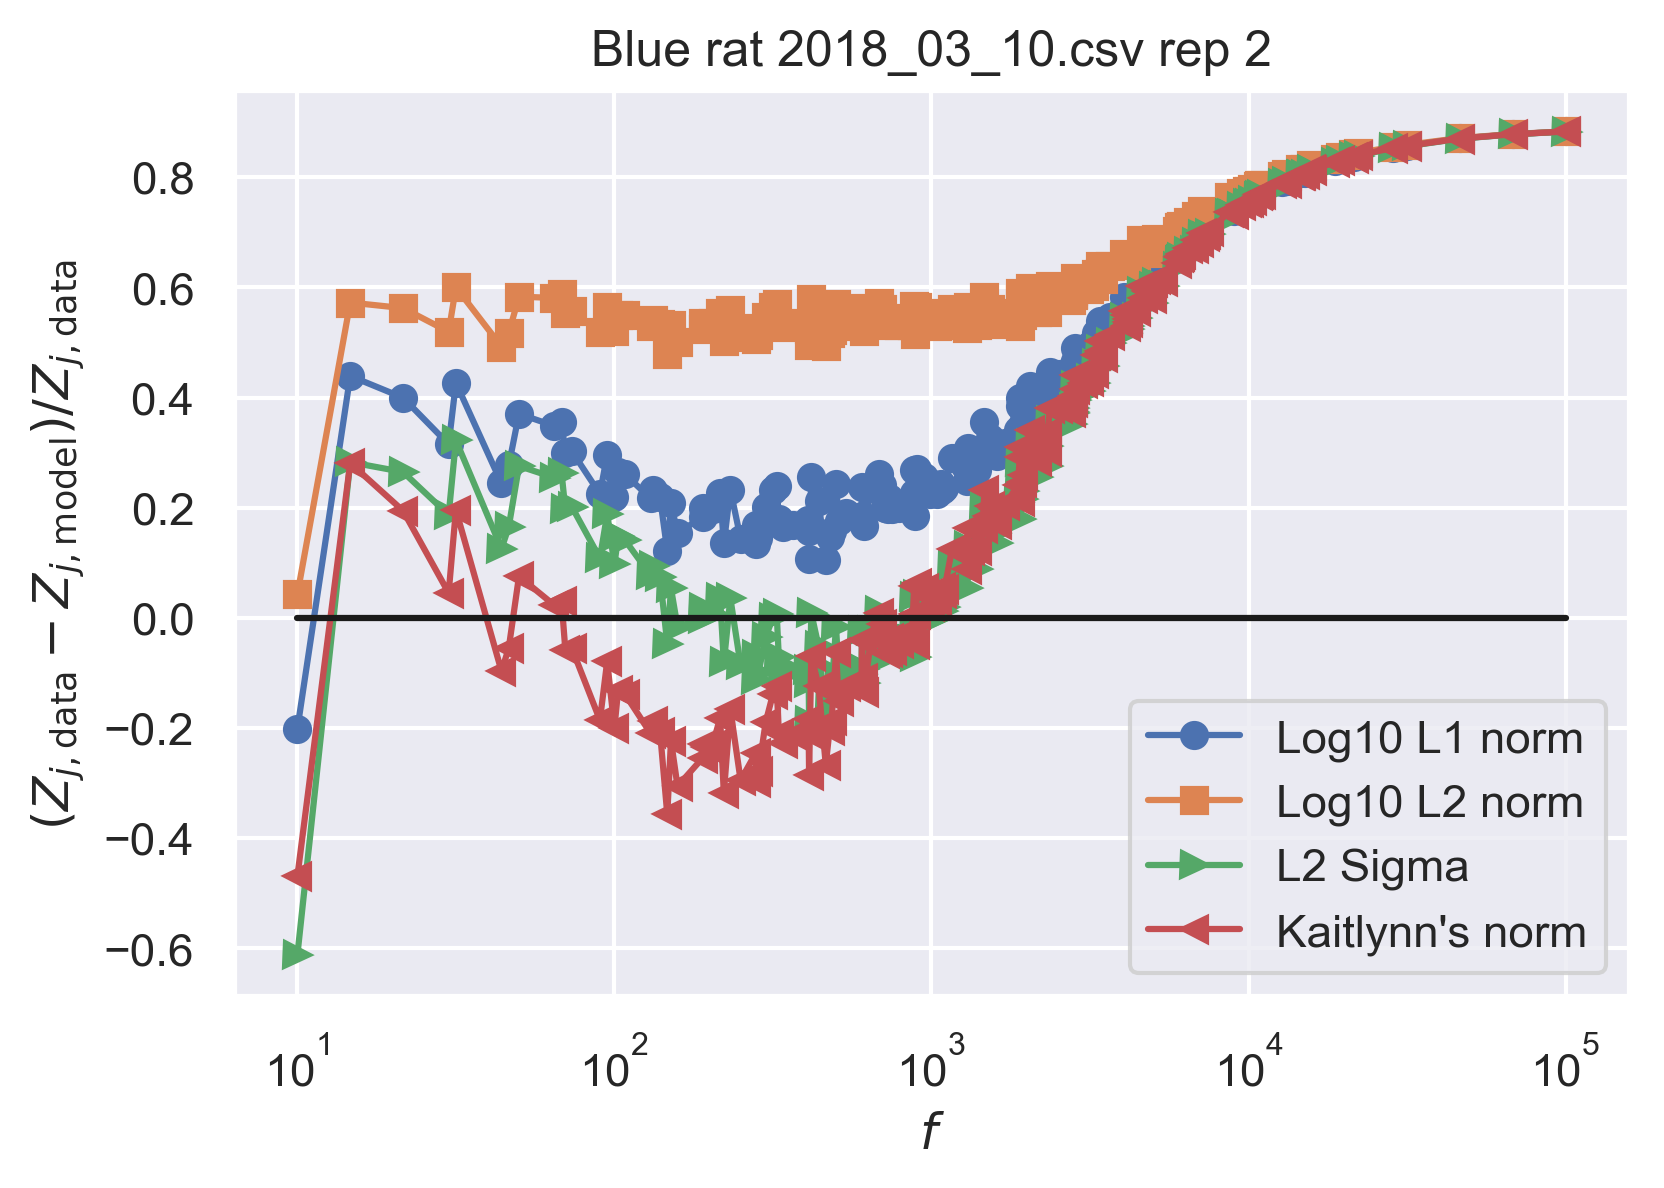 Blue rat 2018_03_10.csv rep 2
(Z_{j, data} − Z_{j, model})/Z_{j, data}
0.8
0.6
0.4
0.2
0.0
−0.2
−0.4
−0.6
Log10 L1 norm
Log10 L2 norm
L2 Sigma
Kaitlynn's norm
10^1 10^2 10^3 10^4 10^5
f